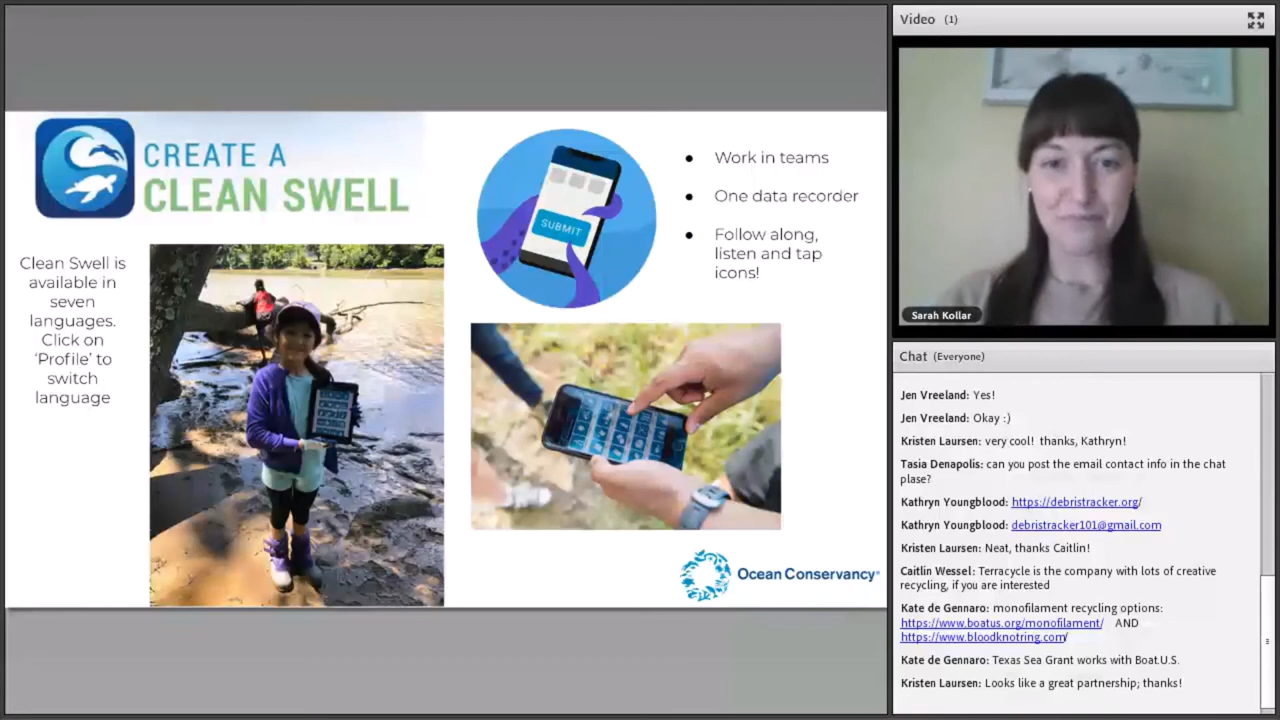 CREATE A
CLEAN SWELL
Clean Swell is
available in
seven
languages.
Click on
‘Profile’ to
switch
language
SUBMIT
● Work in teams
● One data recorder
● Follow along,
listen and tap
icons!
Ocean Conservancy®
Video (1)
Sarah Kollar
Chat (Everyone)
Jen Vreeland: Yes!
Jen Vreeland: Okay :)
Kristen Laursen: very cool! thanks, Kathryn!
Tasia Denapolis: can you post the email contact info in the chat
plase?
Kathryn Youngblood: https://debristracker.org/
Kathryn Youngblood: debristracker101@gmail.com
Kristen Laursen: Neat, thanks Caitlin!
Caitlin Wessel: Terracycle is the company with lots of creative
recycling, if you are interested
Kate de Gennaro: monofilament recycling options:
https://www.boatus.org/monofilament/ AND
https://www.bloodknotring.com/
Kate de Gennaro: Texas Sea Grant works with Boat.U.S.
Kristen Laursen: Looks like a great partnership; thanks!